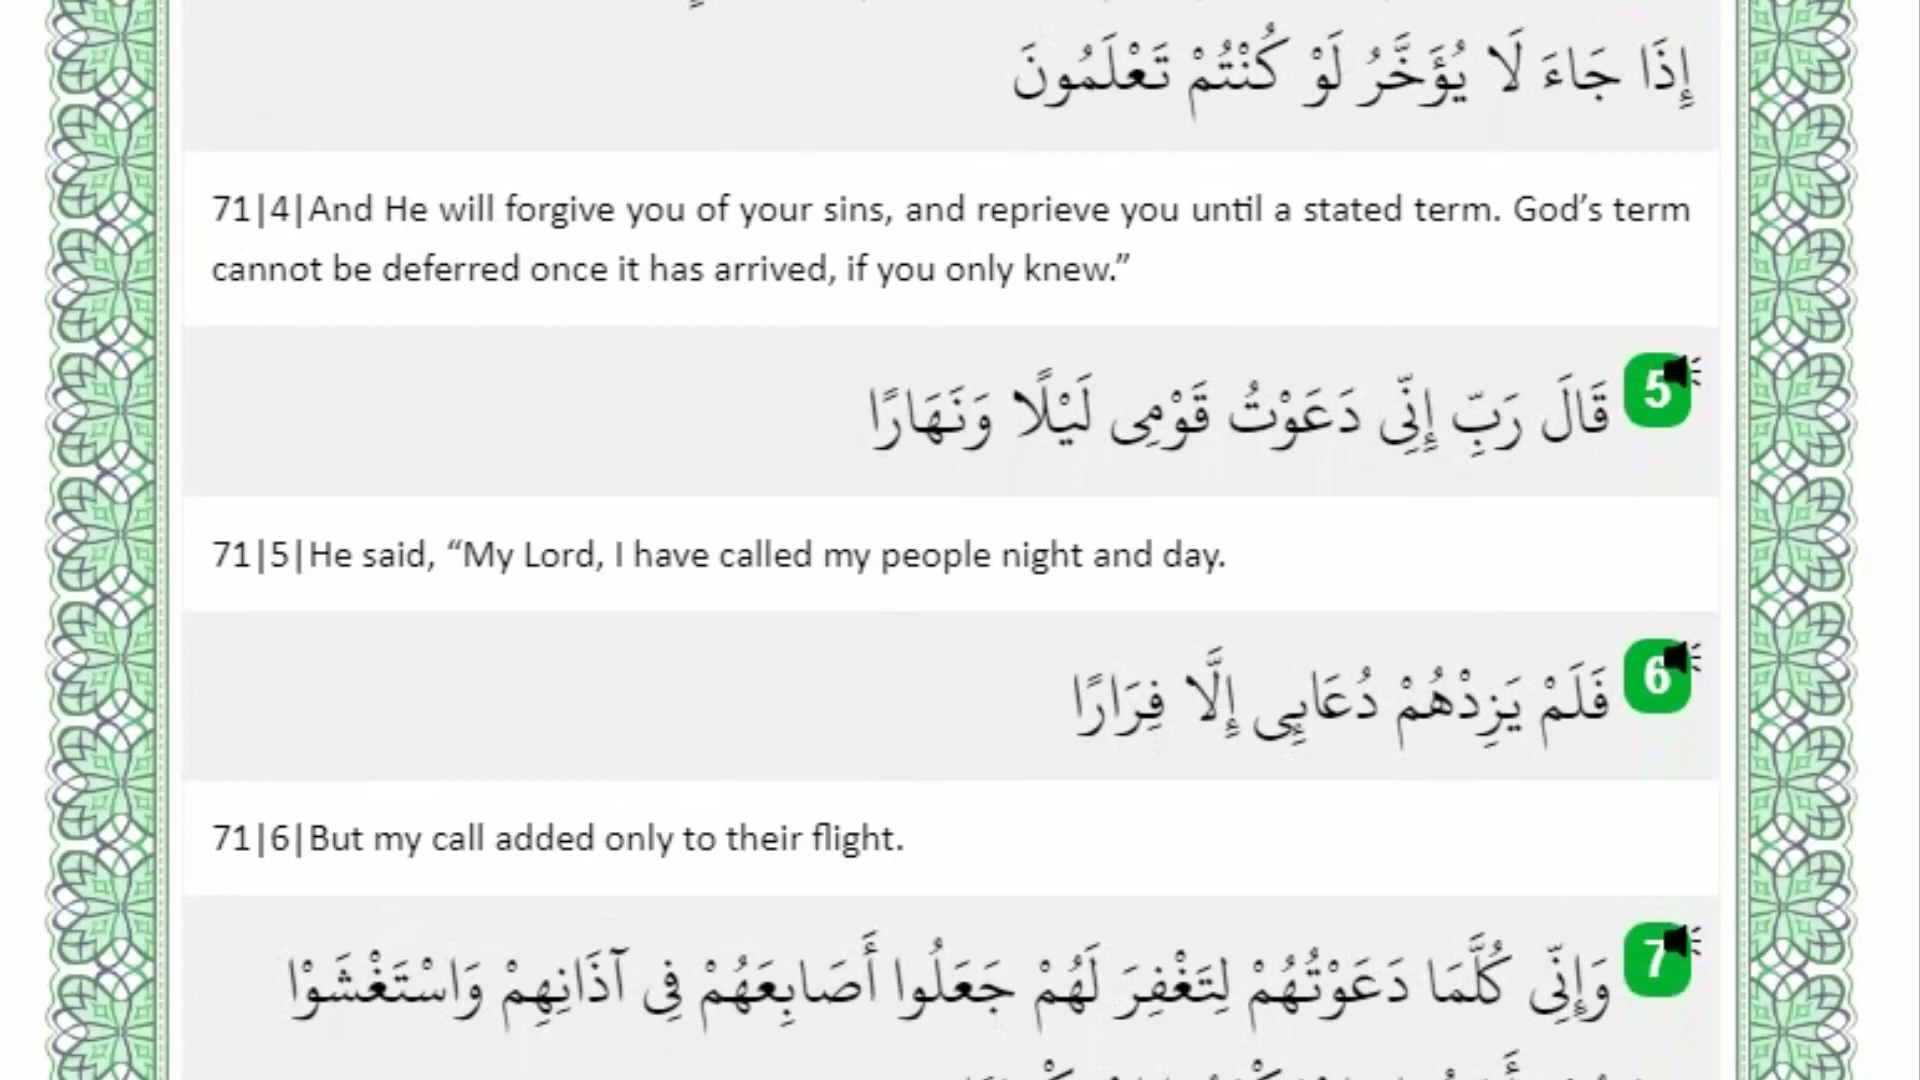 إِذَا جَاءَ لَا يُؤَخَّرُ لَوْ كُنْتُمْ تَعْلَمُونَ
71|4|And He will forgive you of your sins, and reprieve you until a stated term. God’s term
cannot be deferred once it has arrived, if you only knew.”
5 قَالَ رَبِّ إِنِّى دَعَوْتُ قَوْمِى لَيْلًا وَنَهَارًا
71|5|He said, “My Lord, I have called my people night and day.
6 فَلَمْ يَزِدْهُمْ دُعَايِٕى إِلَّا فِرَارًا
71|6|But my call added only to their flight.
7 وَإِنِّى كُلَّمَا دَعَوْتُهُمْ لِتَغْفِرَ لَهُمْ جَعَلُوا أَصَابِعَهُمْ فِى آذَانِهِمْ وَاسْتَغْشَوْا